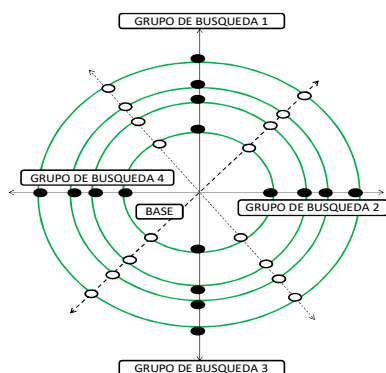 GRUPO DE BUSQUEDA 1
GRUPO DE BUSQUEDA 4
GRUPO DE BUSQUEDA 2
BASE
GRUPO DE BUSQUEDA 3